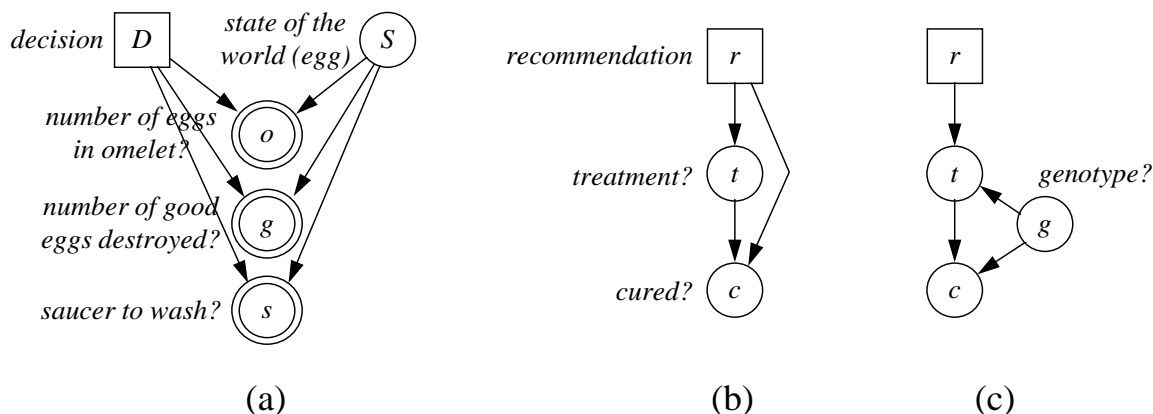 decision
D
state of the
world (egg)
S
number of eggs
in omelet?
o
number of good
eggs destroyed?
g
saucer to wash?
s
(a)
recommendation
r
treatment?
t
cured?
c
(b)
r
t
genotype?
g
c
(c)